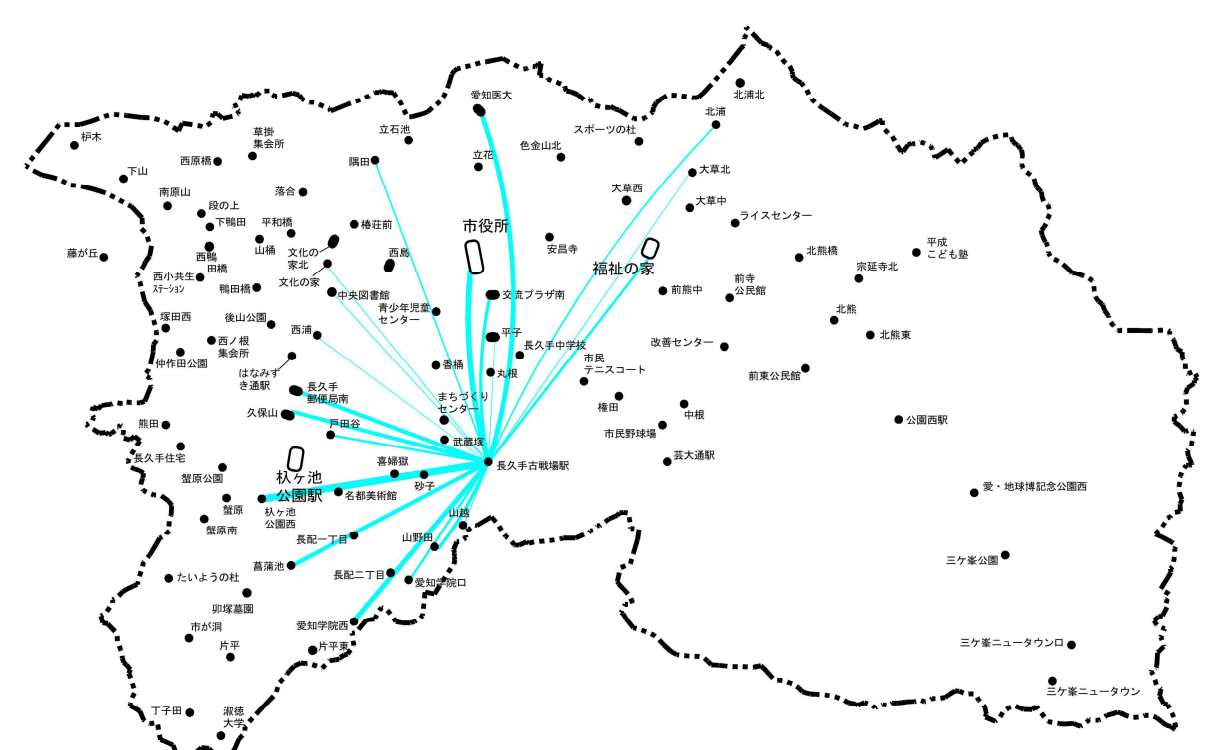 愛知医大
北浦北
北浦
枦木
草掛
集会所
立石池
スポーツの杜
西原橋
隅田
立花
色金山北
下山
大草北
南原山
落合
大草西
段の上
大草中
下鴨田
平和橋
椿荘前
市役所
ライスセンター
藤が丘
西鴨
田橋
山桶
文化の
家北
西島
安昌寺
福祉の家
北熊橋
平成
こども塾
西小共生
ステーション
鴨田橋
文化の家
中央図書館
交流プラザ南
前熊中
前寺
公民館
宗延寺北
青少年児童
センター
塚田西
後山公園
西浦
平子
北熊
北熊東
西ノ根
集会所
長久手中学校
改善センター
仲作田公園
はなみず
き通駅
香桶
丸根
市民
テニスコート
前東公民館
長久手
郵便局南
まちづくり
センター
権田
中根
久保山
熊田
戸田谷
武蔵塚
市民野球場
公園西駅
長久手住宅
杁ヶ池
公園駅
喜婦嶽
長久手古戦場駅
芸大通駅
蟹原公園
砂子
名都美術館
愛・地球博記念公園西
蟹原
杁ヶ池
公園西
山越
蟹原南
長配一丁目
山野田
三ケ峯公園
菖蒲池
たいようの杜
長配二丁目
愛知学院口
卯塚墓園
市が洞
愛知学院西
片平
片平東
三ケ峯ニュータウン口
三ケ峯ニュータウン
丁子田
淑徳
大学